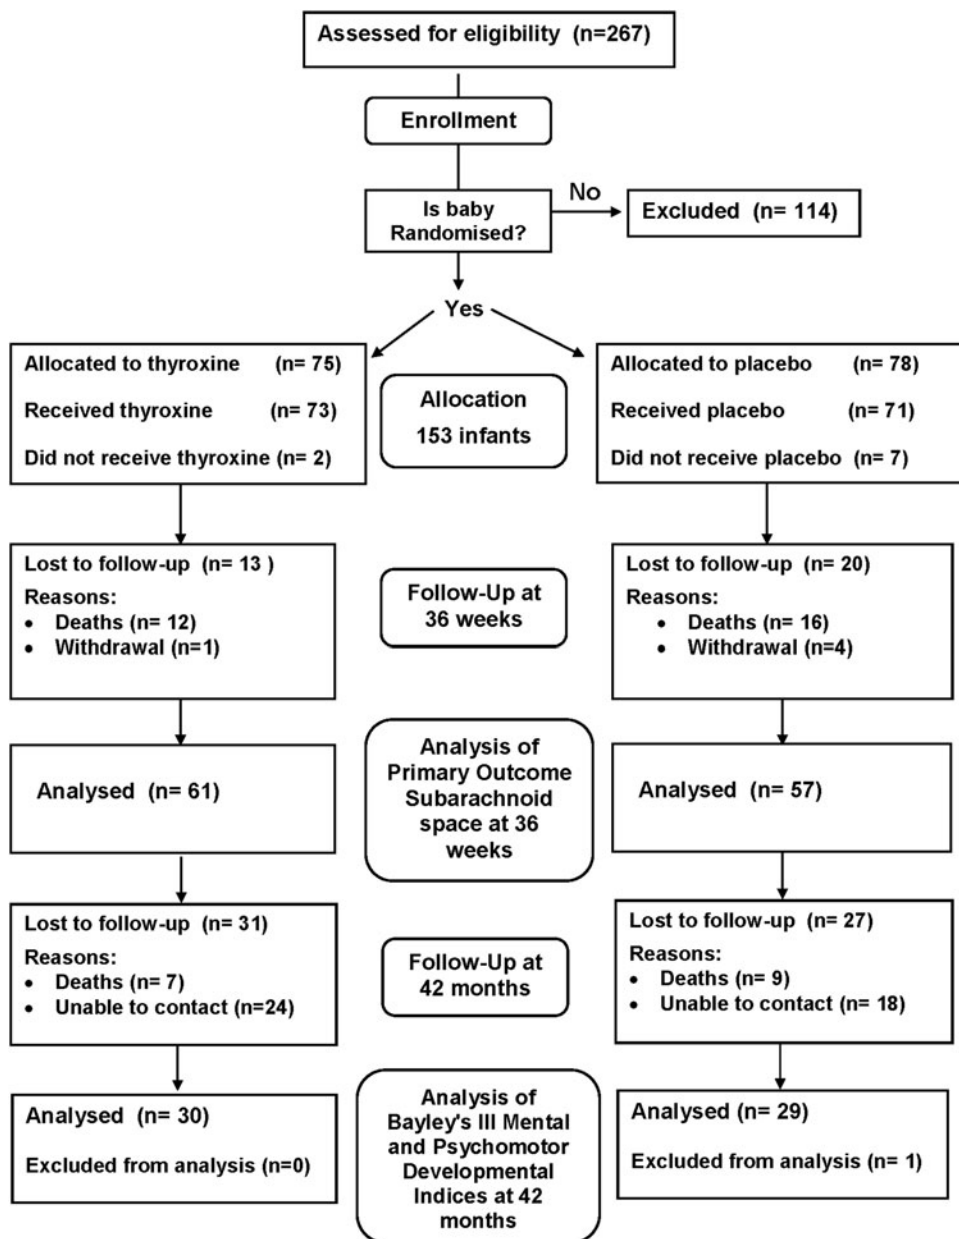 Assessed for eligibility (n=267)
Enrollment
Is baby
Randomised?
No
Excluded (n= 114)
Yes
Allocated to thyroxine (n= 75)
Received thyroxine (n= 73)
Did not receive thyroxine (n= 2)
Allocation
153 infants
Allocated to placebo (n= 78)
Received placebo (n= 71)
Did not receive placebo (n= 7)
Lost to follow-up (n= 13 )
Reasons:
• Deaths (n= 12)
• Withdrawal (n=1)
Follow-Up at
36 weeks
Lost to follow-up (n= 20)
Reasons:
• Deaths (n= 16)
• Withdrawal (n=4)
Analysed (n= 61)
Analysis of
Primary Outcome
Subarachnoid
space at 36
weeks
Analysed (n= 57)
Lost to follow-up (n= 31)
Reasons:
• Deaths (n= 7)
• Unable to contact (n=24)
Follow-Up at
42 months
Lost to follow-up (n= 27)
Reasons:
• Deaths (n= 9)
• Unable to contact (n= 18)
Analysed (n= 30)
Excluded from analysis (n=0)
Analysis of
Bayley's III Mental
and Psychomotor
Developmental
Indices at 42
months
Analysed (n= 29)
Excluded from analysis (n= 1)